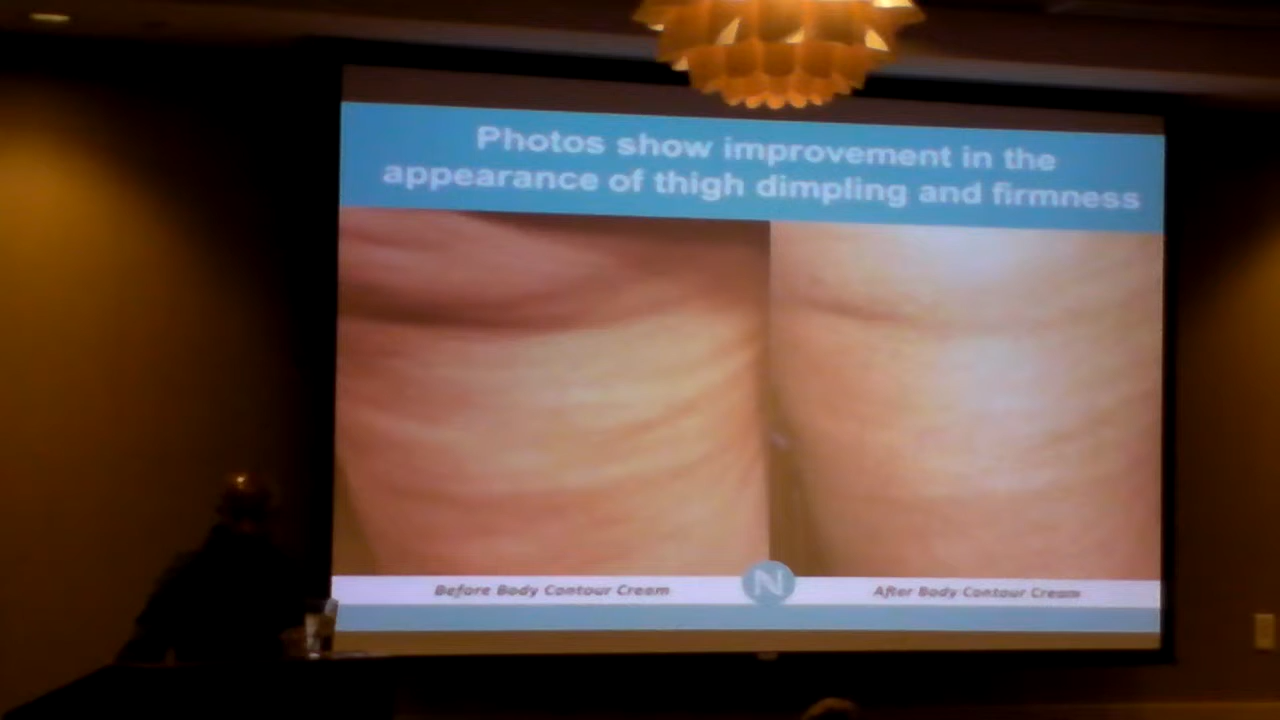 Photos show improvement in the
appearance of thigh dimpling and firmness
Before Body Contour Cream
N
After Body Contour Cream